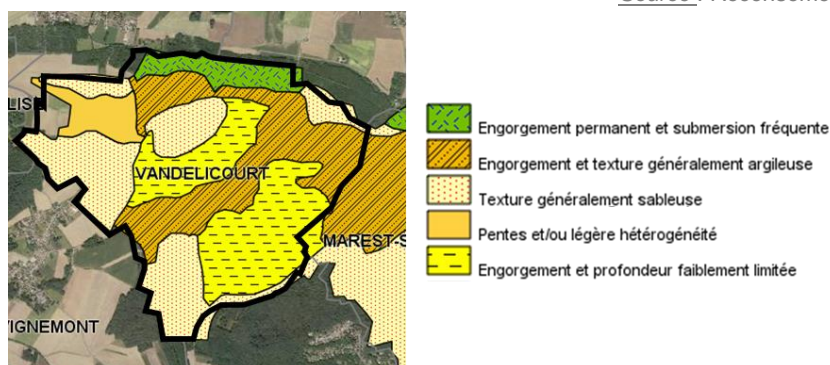 LIS
VANDELICOURT
MAREST-S
VIGNEMONT
Engorgement permanent et submersion fréquente
Engorgement et texture généralement argileuse
Texture généralement sableuse
Pentes et/ou légère hétérogénéité
Engorgement et profondeur faiblement limitée